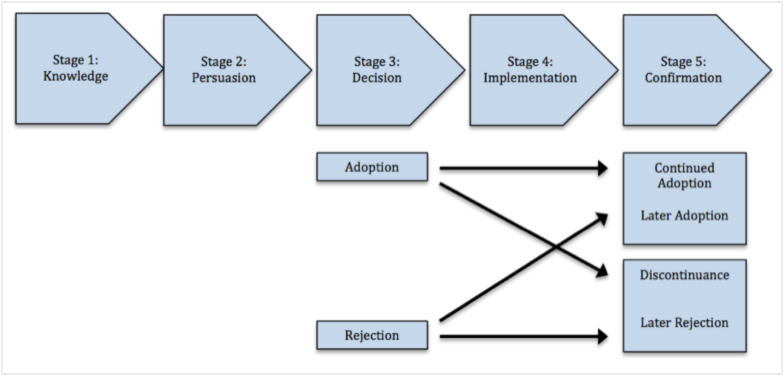 Stage 1:
Knowledge
Stage 2:
Persuasion
Stage 3:
Decision
Stage 4:
Implementation
Stage 5:
Confirmation
Adoption
Continued
Adoption
Later Adoption
Discontinuance
Later Rejection
Rejection